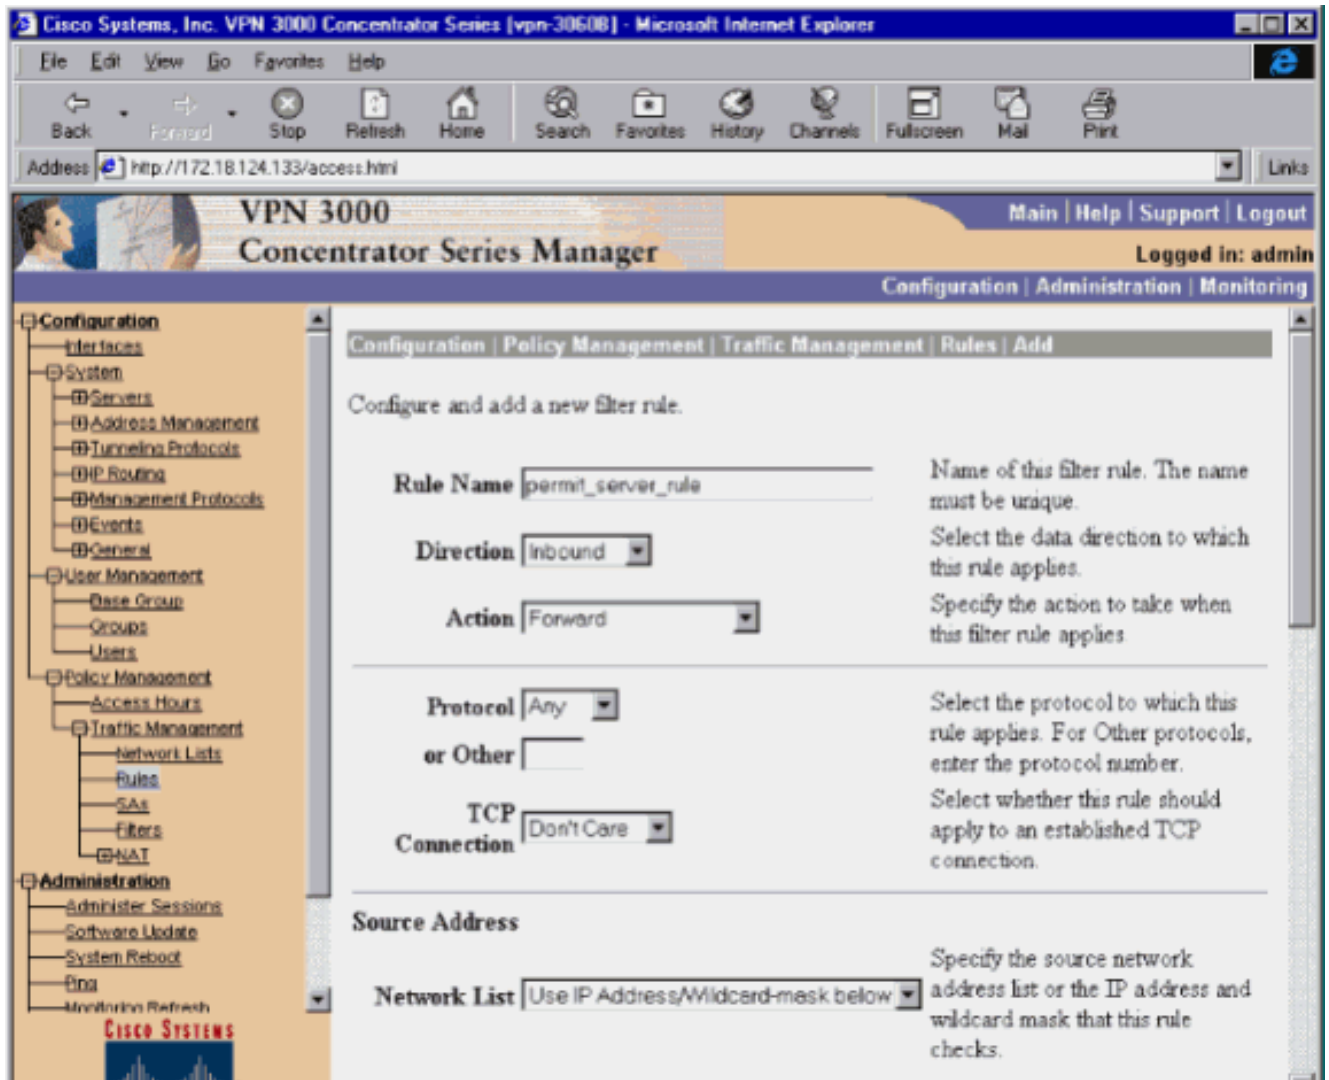 Cisco Systems, Inc. VPN 3000 Concentrator Series [vpn-3060B] - Microsoft Internet Explorer
File Edit View Go Favorites Help
Back Forward Stop Refresh Home Search Favorites History Channels Fullscreen Mail Print
Address http://172.18.124.133/access.html Links
VPN 3000
Concentrator Series Manager
Main | Help | Support | Logout
Logged in: admin
Configuration | Administration | Monitoring
Configuration
Interfaces
System
Servers
Address Management
Tunneling Protocols
IP Routing
Management Protocols
Events
General
User Management
Base Group
Groups
Users
Policy Management
Access Hours
Traffic Management
Network Lists
Rules
SAs
Filters
NAT
Administration
Administer Sessions
Software Update
System Reboot
Ping
Monitoring Refresh
CISCO SYSTEMS
Configuration | Policy Management | Traffic Management | Rules | Add
Configure and add a new filter rule.
Rule Name permit_server_rule
Name of this filter rule. The name
must be unique.
Direction Inbound
Select the data direction to which
this rule applies.
Action Forward
Specify the action to take when
this filter rule applies
Protocol Any
or Other
Select the protocol to which this
rule applies. For Other protocols,
enter the protocol number.
TCP
Connection Don't Care
Select whether this rule should
apply to an established TCP
connection.
Source Address
Network List Use IP Address/Wildcard-mask below
Specify the source network
address list or the IP address and
wildcard mask that this rule
checks.